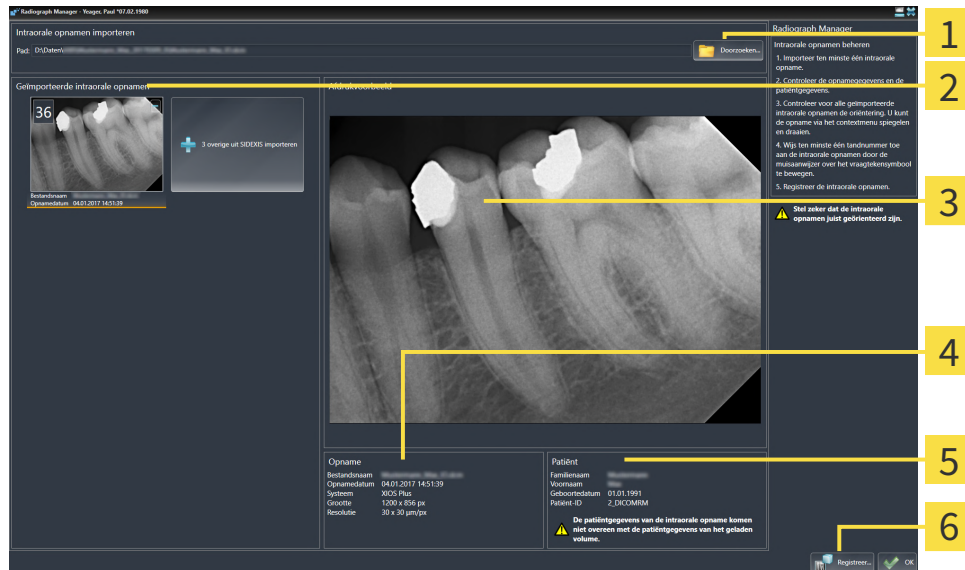 Radiograph Manager - Yeager, Paul *07.02.1980
Intraorale opnamen importeren
Pad: D:\Daten\
Doorzoeken...
1
Geïmporteerde intraorale opnamen
2
36
Bestandsnaam
Opnamedatum 04.01.2017 14:51:39
3 overige uit SIDEXIS importeren
Afdrukvoorbeeld
3
Opname
Bestandsnaam
Opnamedatum 04.01.2017 14:51:39
Systeem XIOS Plus
Grootte 1200 x 856 px
Resolutie 30 x 30 µm/px
4
Patiënt
Familienaam
Voornaam
Geboortedatum 01.01.1991
Patiënt-ID 2_DICOMRM
De patiëntgegevens van de intraorale opname komen
niet overeen met de patiëntgegevens van het geladen
volume.
5
Radiograph Manager
Intraorale opnamen beheren
1. Importeer ten minste één intraorale
opname.
2. Controleer de opnamegegevens en de
patiëntgegevens.
3. Controleer voor alle geïmporteerde
intraorale opnamen de oriëntering. U kunt
de opname via het contextmenu spiegelen
en draaien.
4. Wijs ten minste één tandnummer toe
aan de intraorale opnamen door de
muisaanwijzer over het vraagtekensymbool
te bewegen.
5. Registreer de intraorale opnamen.
Stel zeker dat de intraorale
opnamen juist georiënteerd zijn.
Registreer...
OK
6